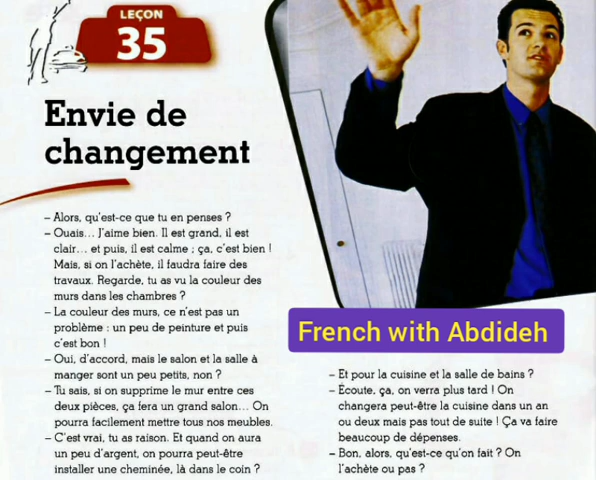 LEÇON
35
Envie de
changement
– Alors, qu'est-ce que tu en penses ?
– Ouais... J'aime bien. Il est grand, il est
clair... et puis, il est calme ; ça, c'est bien !
Mais, si on l'achète, il faudra faire des
travaux. Regarde, tu as vu la couleur des
murs dans les chambres ?
– La couleur des murs, ce n'est pas un
problème : un peu de peinture et puis
c'est bon !
– Oui, d'accord, mais le salon et la salle à
manger sont un peu petits, non ?
– Tu sais, si on supprime le mur entre ces
deux pièces, ça fera un grand salon... On
pourra facilement mettre tous nos meubles.
– C'est vrai, tu as raison. Et quand on aura
un peu d'argent, on pourra peut-être
installer une cheminée, là dans le coin ?
French with Abdideh
– Et pour la cuisine et la salle de bains ?
– Écoute, ça, on verra plus tard ! On
changera peut-être la cuisine dans un an
ou deux mais pas tout de suite ! Ça va faire
beaucoup de dépenses.
– Bon, alors, qu'est-ce qu'on fait ? On
l'achète ou pas ?